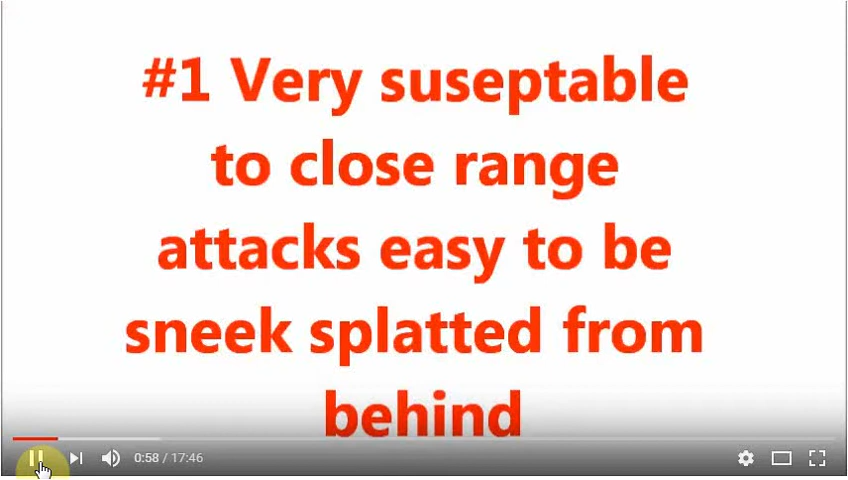 #1 Very suseptable
to close range
attacks easy to be
sneek splatted from
behind
0:58 / 17:46